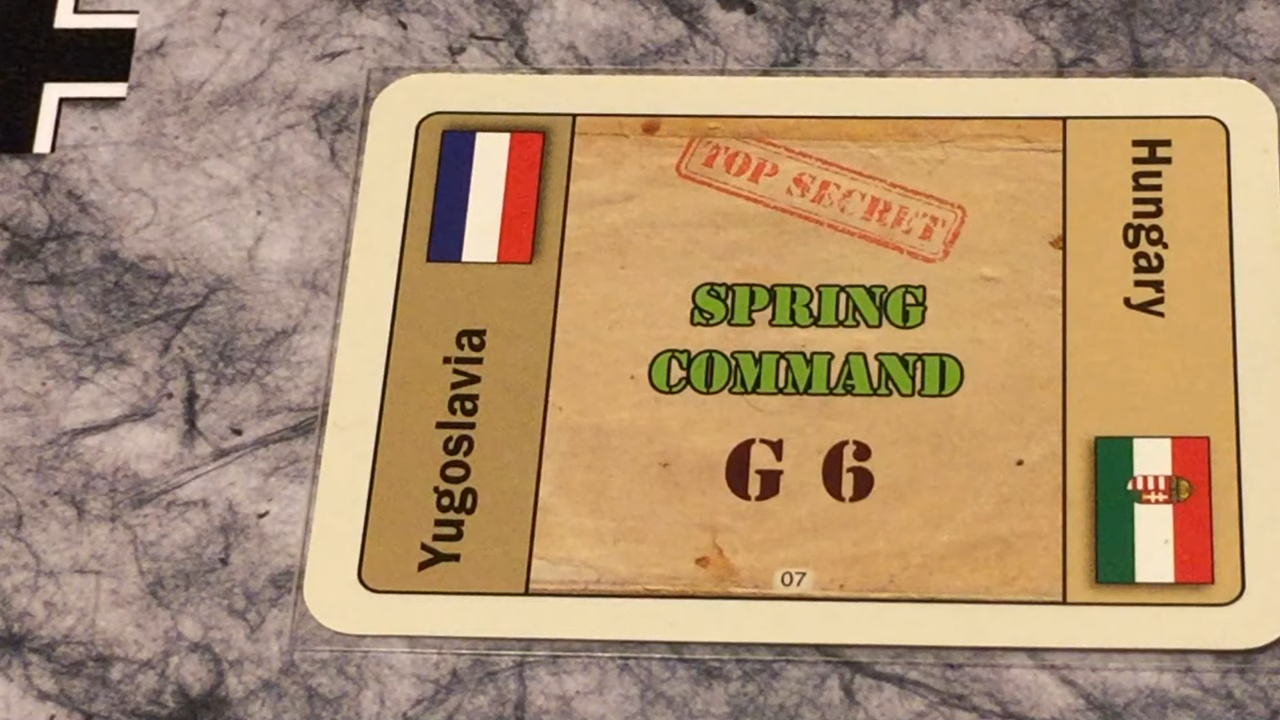 TOP SECRET
SPRING
COMMAND
G 6
07
Yugoslavia
Hungary